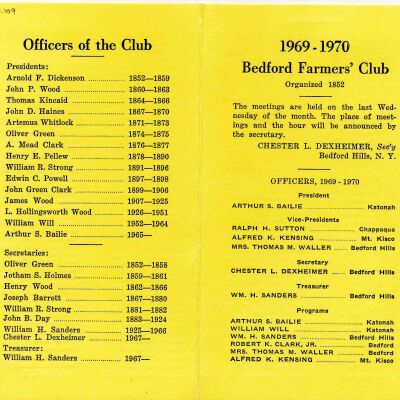 .109
Officers of the Club
Presidents:
Arnold F. Dickenson 1852—1859
John P. Wood 1860—1863
Thomas Kincaid 1864—1866
John D. Haines 1867—1870
Artemus Whitlock 1871—1873
Oliver Green 1874—1875
A. Mead Clark 1876—1877
Henry E. Pellew 1878—1890
William R. Strong 1891—1896
Edwin C. Powell 1897—1898
John Green Clark 1899—1906
James Wood 1907—1925
L. Hollingsworth Wood 1926—1951
William Will 1952—1964
Arthur S. Bailie 1965—
Secretaries:
Oliver Green 1852—1858
Jotham S. Holmes 1859—1861
Henry Wood 1862—1866
Joseph Barrett 1867—1880
William R. Strong 1881—1882
John B. Day 1883—1924
William H. Sanders 1925—1966
Chester L. Dexheimer 1967—
Treasurer:
William H. Sanders 1967—
1969-1970
Bedford Farmers' Club
Organized 1852
The meetings are held on the last Wed-
nesday of the month. The place of meet-
ings and the hour will be announced by
the secretary.
CHESTER L. DEXHEIMER, Sec'y
Bedford Hills, N. Y.
OFFICERS, 1969-1970
President
ARTHUR S. BAILIE Katonah
Vice-Presidents
RALPH H. SUTTON Chappaqua
ALFRED K. KENSING Mt. Kisco
MRS. THOMAS M. WALLER Bedford Hills
Secretary
CHESTER L. DEXHEIMER Bedford Hills
Treasurer
WM. H. SANDERS Bedford Hills
Programs
ARTHUR S. BAILIE Katonah
WILLIAM WILL Katonah
WM. H. SANDERS Bedford Hills
ROBERT K. CLARK, JR. Bedford
MRS. THOMAS M. WALLER Bedford Hills
ALFRED K. KENSING Mt. Kisco